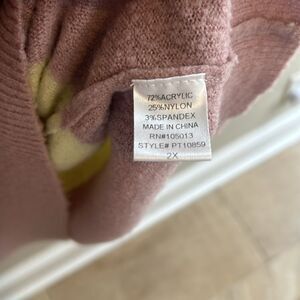 72%ACRYLIC
25%NYLON
3%SPANDEX
MADE IN CHINA
RN#105013
STYLE# PT10859
2X